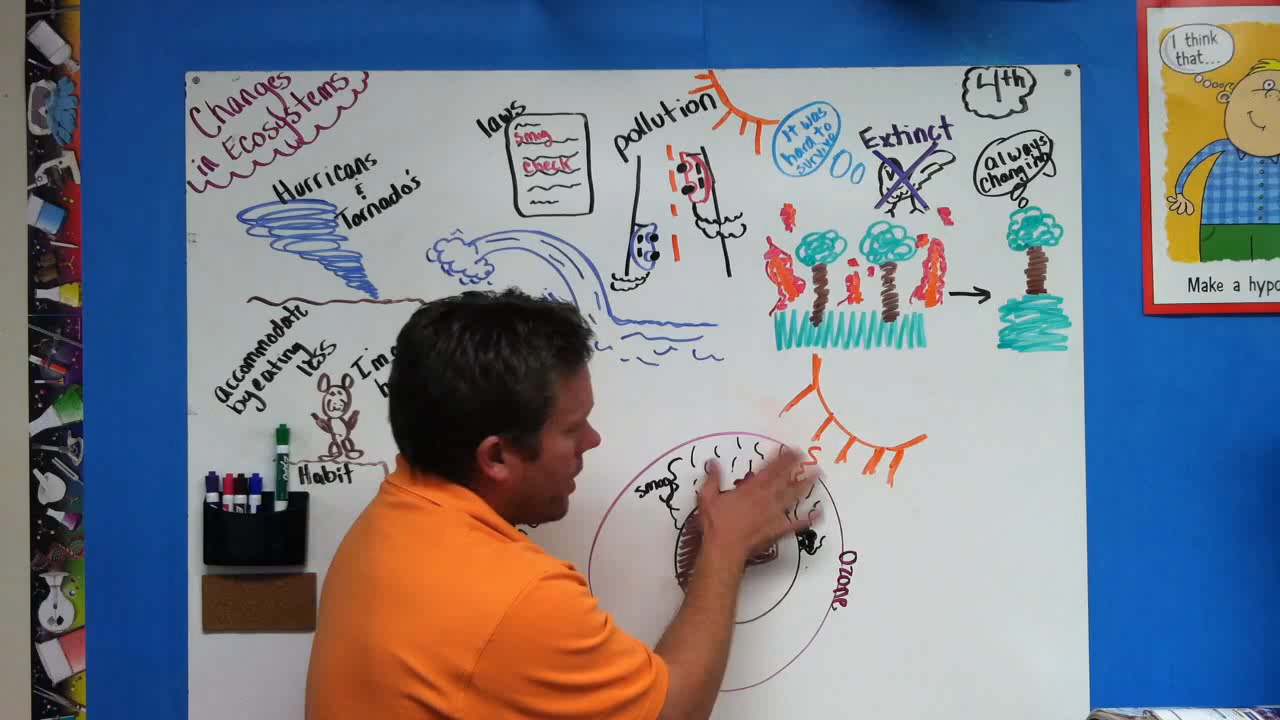 Changes
in Ecosystems
Hurricans
&
Tornado's
laws
smog
check
pollution
It was
hard to
survive
Extinct
4th
always
changing
I think
that...
Make a hypo
accommodate
by eating
less
I'm
Habit
smog
Ozone